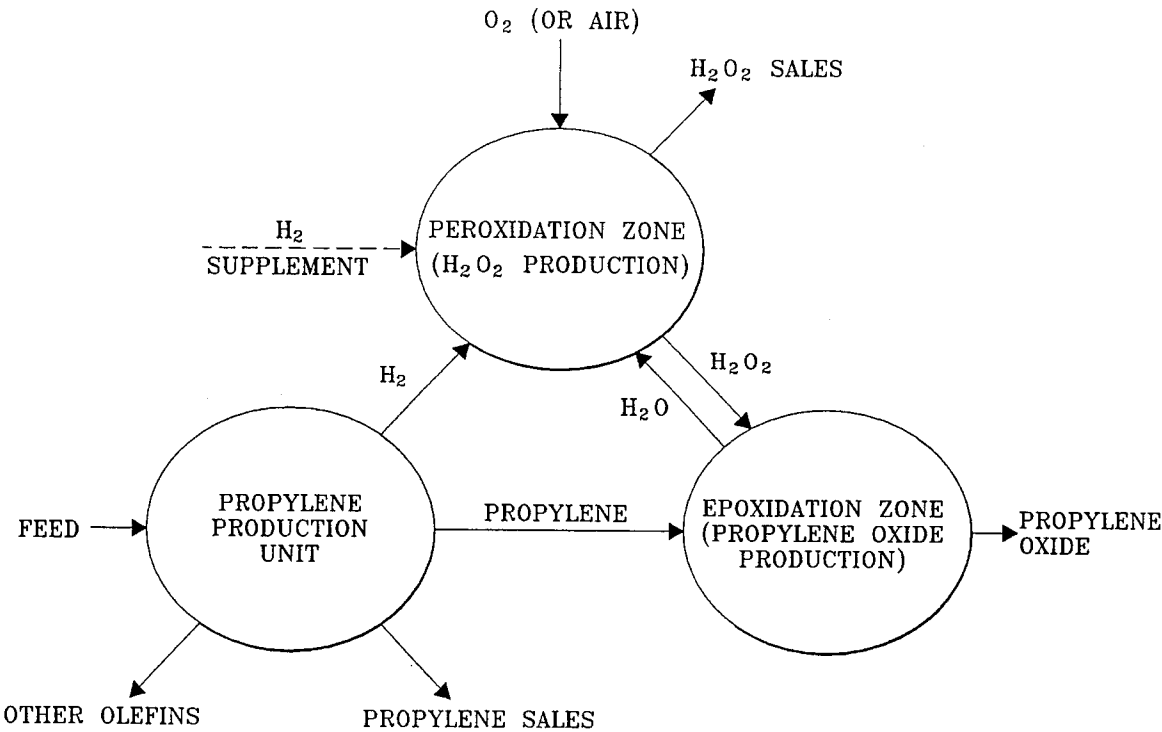 O₂ (OR AIR)
H₂O₂ SALES
PEROXIDATION ZONE
(H₂O₂ PRODUCTION)
H₂
SUPPLEMENT
H₂
H₂O₂
H₂O
FEED
PROPYLENE
PRODUCTION
UNIT
PROPYLENE
EPOXIDATION ZONE
(PROPYLENE OXIDE
PRODUCTION)
PROPYLENE
OXIDE
OTHER OLEFINS
PROPYLENE SALES